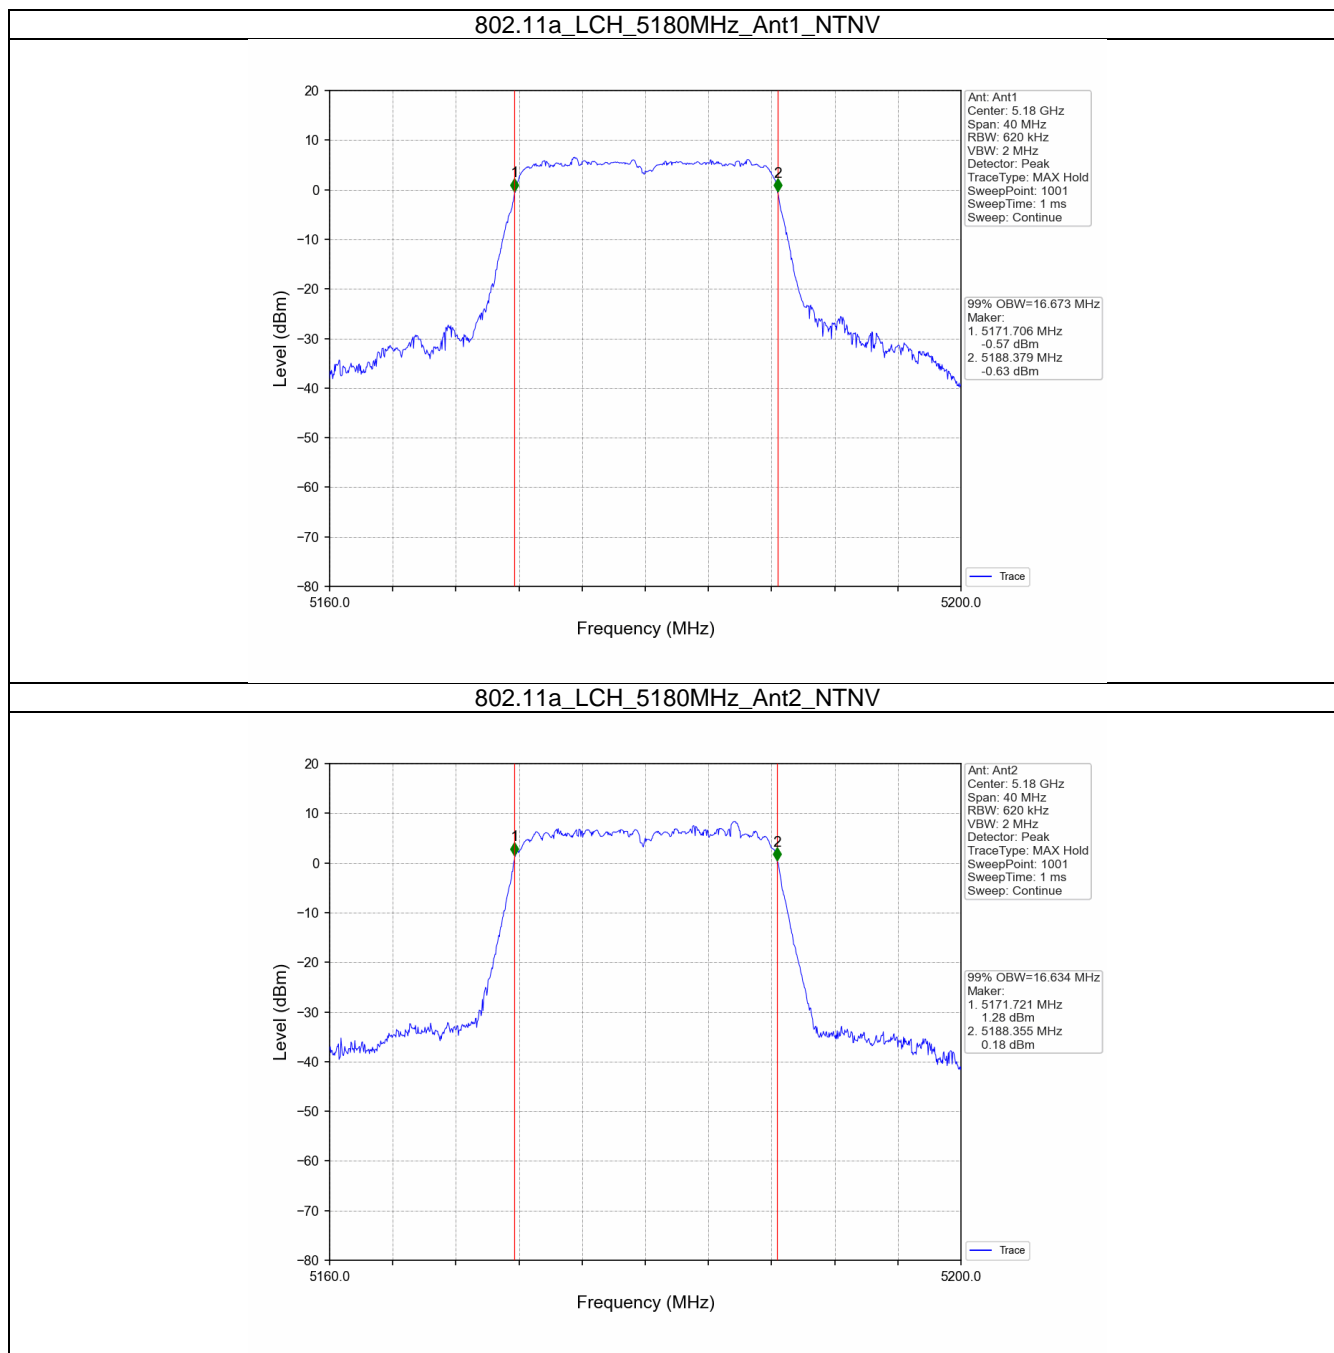 802.11a_LCH_5180MHz_Ant1_NTNV
20
10
0
−10
−20
−30
−40
−50
−60
−70
−80
Level (dBm)
1
2
5160.0
5200.0
Frequency (MHz)
Ant: Ant1
Center: 5.18 GHz
Span: 40 MHz
RBW: 620 kHz
VBW: 2 MHz
Detector: Peak
TraceType: MAX Hold
SweepPoint: 1001
SweepTime: 1 ms
Sweep: Continue
99% OBW=16.673 MHz
Maker:
1. 5171.706 MHz
-0.57 dBm
2. 5188.379 MHz
-0.63 dBm
Trace
802.11a_LCH_5180MHz_Ant2_NTNV
20
10
0
−10
−20
−30
−40
−50
−60
−70
−80
Level (dBm)
1
2
5160.0
5200.0
Frequency (MHz)
Ant: Ant2
Center: 5.18 GHz
Span: 40 MHz
RBW: 620 kHz
VBW: 2 MHz
Detector: Peak
TraceType: MAX Hold
SweepPoint: 1001
SweepTime: 1 ms
Sweep: Continue
99% OBW=16.634 MHz
Maker:
1. 5171.721 MHz
1.28 dBm
2. 5188.355 MHz
0.18 dBm
Trace